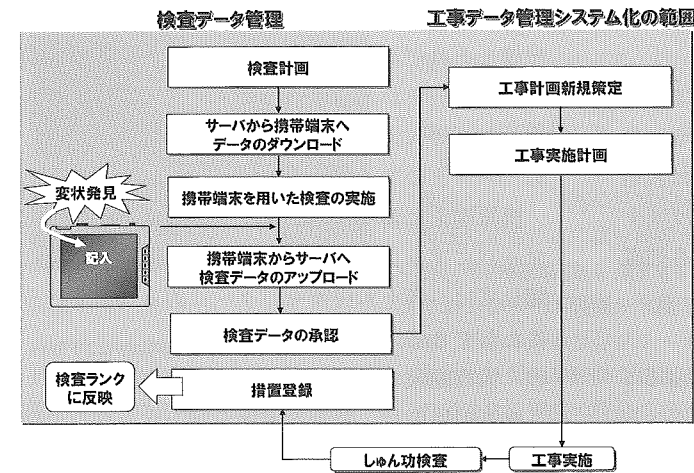 検査データ管理
工事データ管理システム化の範囲
検査計画
サーバから携帯端末へ
データのダウンロード
携帯端末を用いた検査の実施
変状発見
記入
携帯端末からサーバへ
検査データのアップロード
検査データの承認
工事計画新規策定
工事実施計画
検査ランク
に反映
措置登録
しゅん功検査
工事実施